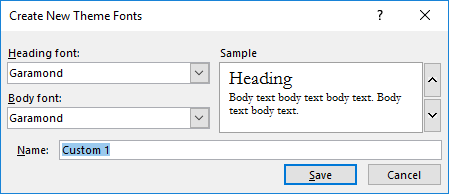 Create New Theme Fonts
?
Heading font:
Garamond
Body font:
Garamond
Sample
Heading
Body text body text body text. Body
text body text.
Name:
Custom 1
Save
Cancel